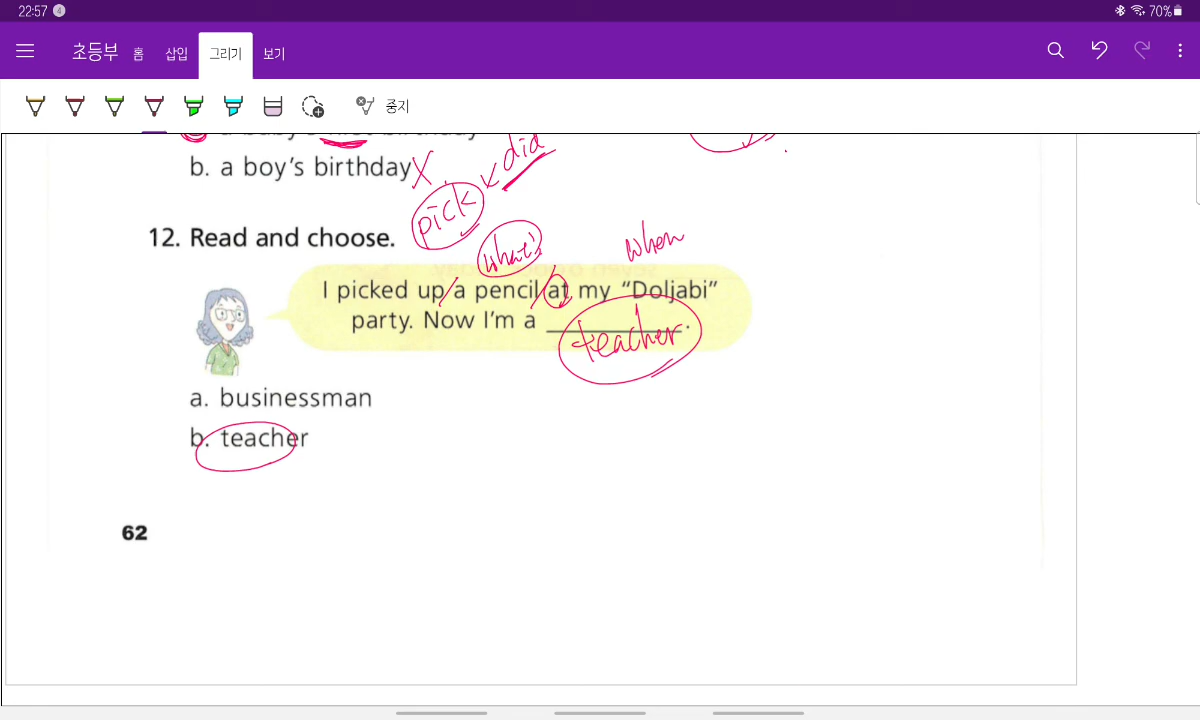 22:57 4 70%
초등부 홈 삽입 그리기 보기
중지
b. a boy's birthday X did
pick
12. Read and choose.
what? when
I picked up / a pencil / at my “Doljabi”
party. Now I'm a ________.
teacher
a. businessman
b. teacher
62